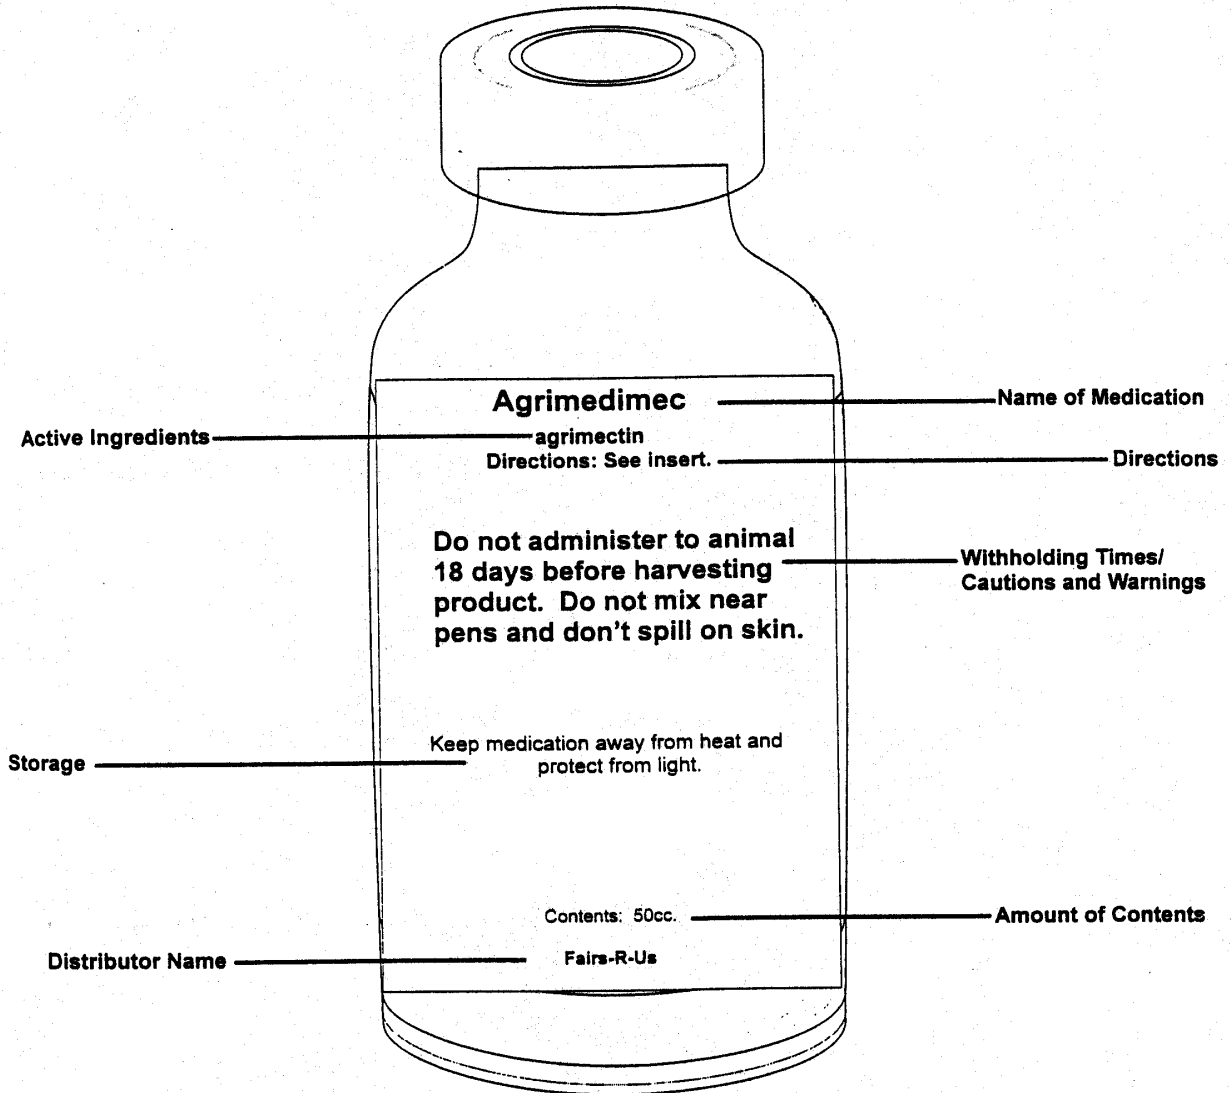 Agrimedimec
Name of Medication
Active Ingredients
agrimectin
Directions: See insert.
Directions
Do not administer to animal
18 days before harvesting
product.  Do not mix near
pens and don't spill on skin.
Withholding Times/
Cautions and Warnings
Storage
Keep medication away from heat and
protect from light.
Contents:  50cc.
Amount of Contents
Distributor Name
Fairs-R-Us